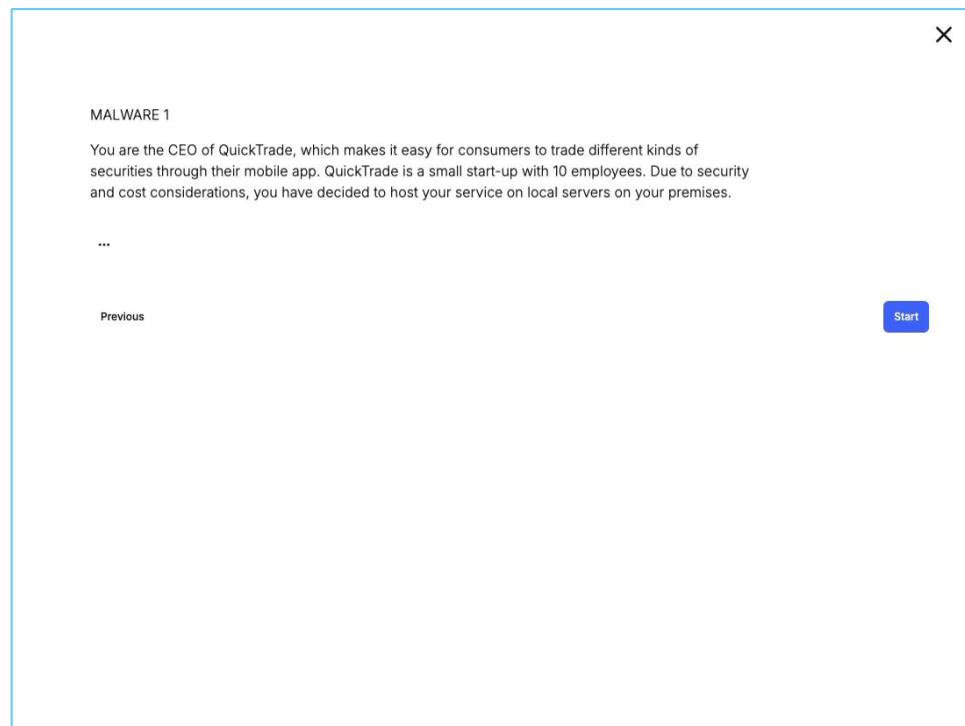 MALWARE 1
You are the CEO of QuickTrade, which makes it easy for consumers to trade different kinds of
securities through their mobile app. QuickTrade is a small start-up with 10 employees. Due to security
and cost considerations, you have decided to host your service on local servers on your premises.
...
Previous
Start